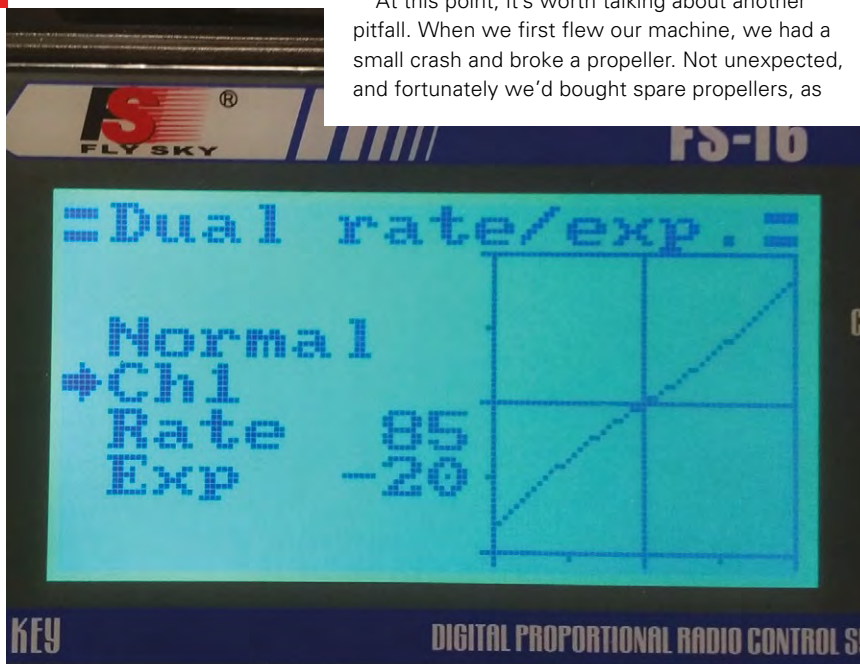 At this point, it's worth talking about another
pitfall. When we first flew our machine, we had a
small crash and broke a propeller. Not unexpected,
and fortunately we'd bought spare propellers, as
FS®
FLY SKY
FS-i6
=Dual rate/exp.=
Normal
Ch1
Rate 85
Exp -20
KEY
DIGITAL PROPORTIONAL RADIO CONTROL S